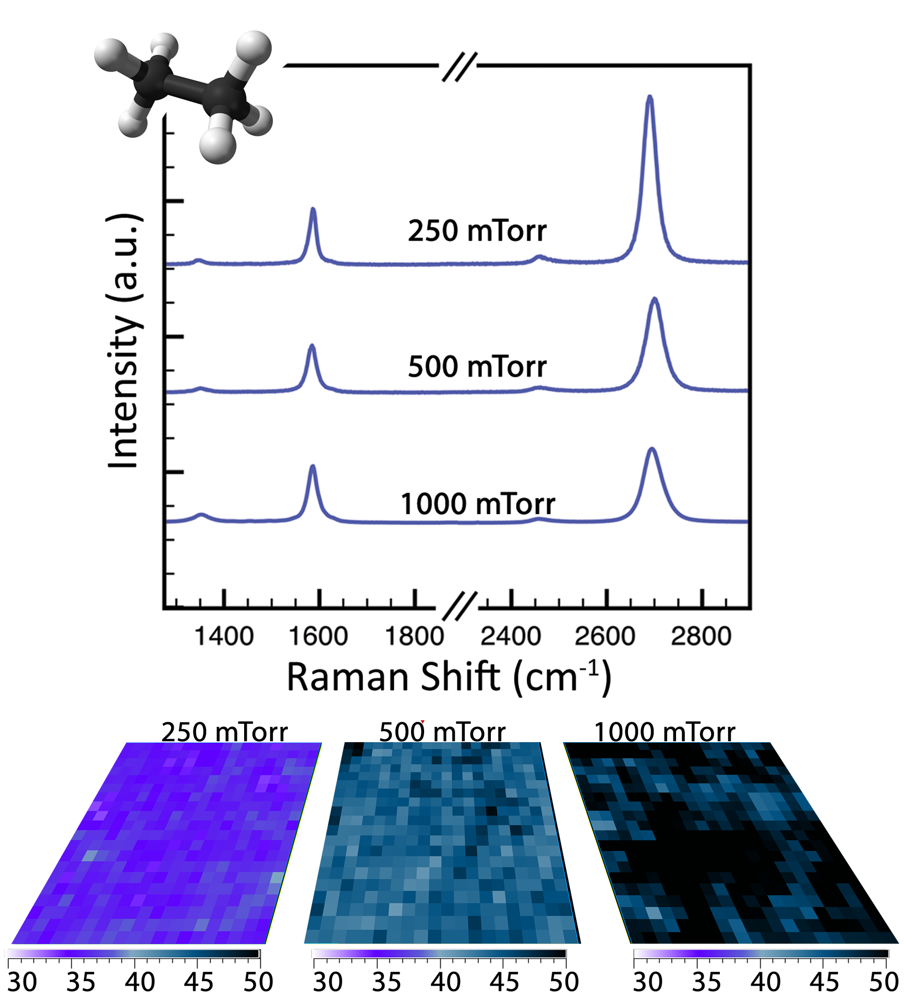 Intensity (a.u.)
250 mTorr
500 mTorr
1000 mTorr
1400 1600 1800 2400 2600 2800
Raman Shift (cm-1)
250 mTorr 500 mTorr 1000 mTorr
30 35 40 45 50 30 35 40 45 50 30 35 40 45 50